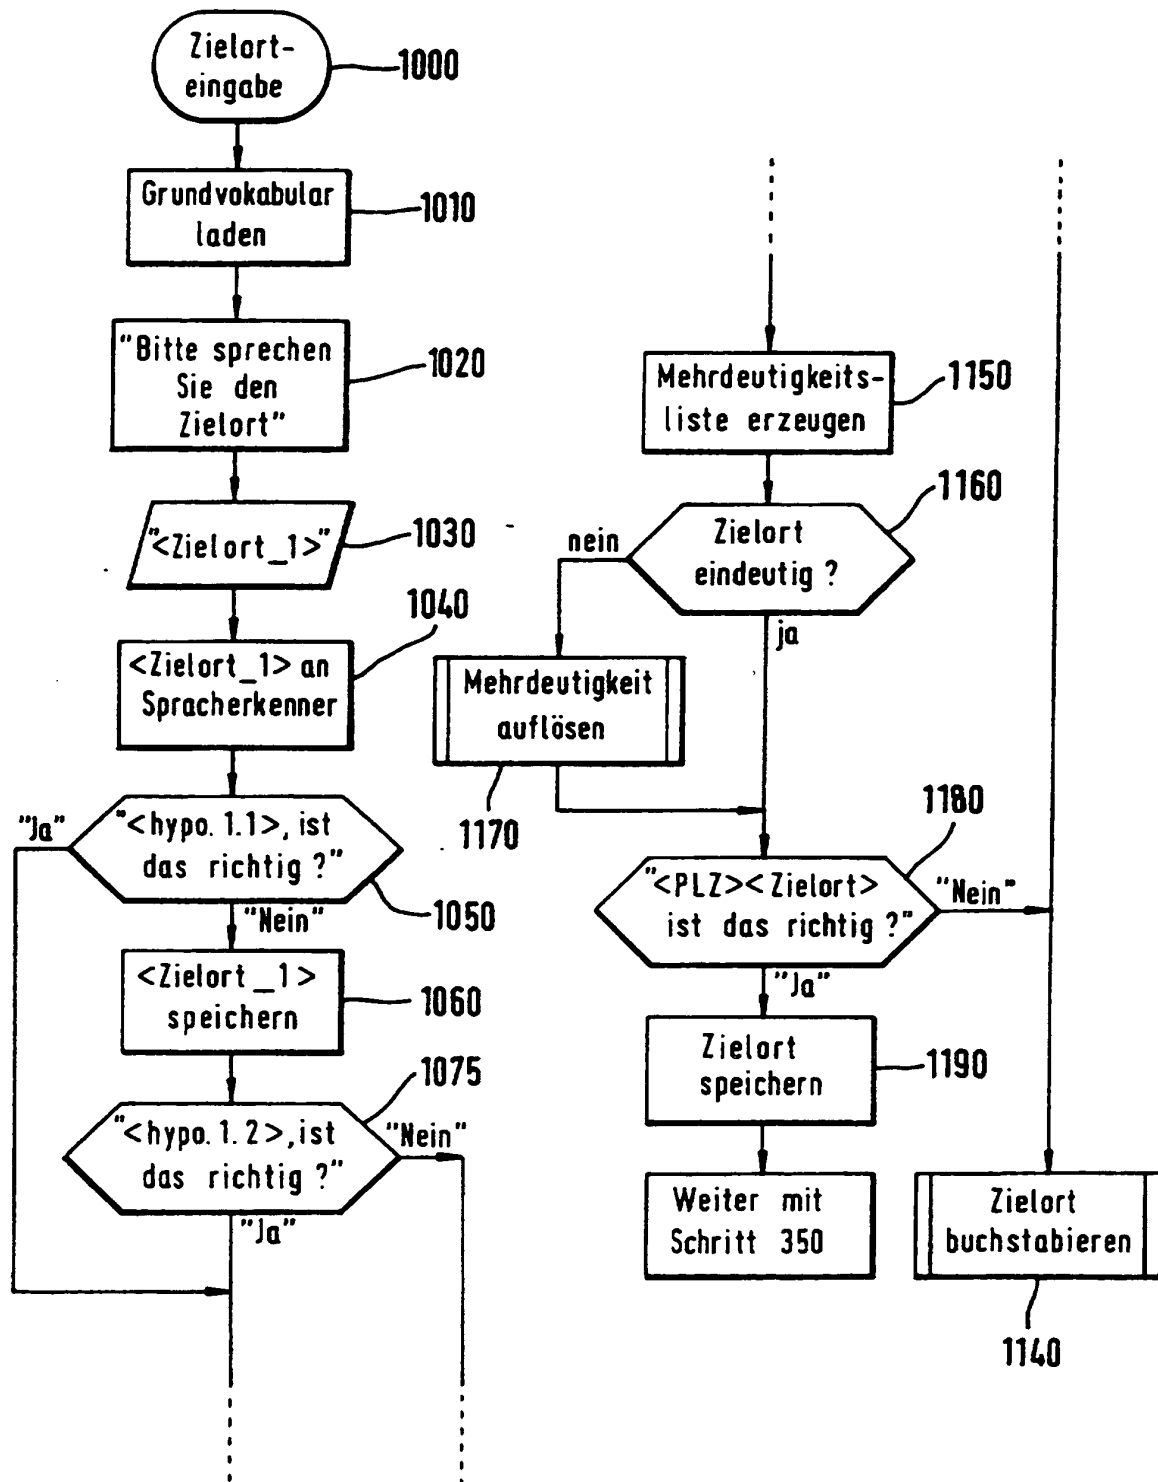 Zielort-
eingabe
1000
Grundvokabular
laden
1010
"Bitte sprechen
Sie den
Zielort"
1020
"<Zielort_1>"
1030
1040
<Zielort_1> an
Spracherkenner
"Ja"
"<hypo. 1.1>, ist
das richtig ?"
1050
"Nein"
<Zielort_1>
speichern
1060
1075
"<hypo. 1. 2>, ist
das richtig ?"
"Nein"
"Ja"
Mehrdeutigkeits-
liste erzeugen
1150
1160
Zielort
eindeutig ?
nein
ja
Mehrdeutigkeit
auflösen
1170
1180
"<PLZ><Zielort>
ist das richtig ?"
"Nein"
"Ja"
Zielort
speichern
1190
Weiter mit
Schritt 350
Zielort
buchstabieren
1140